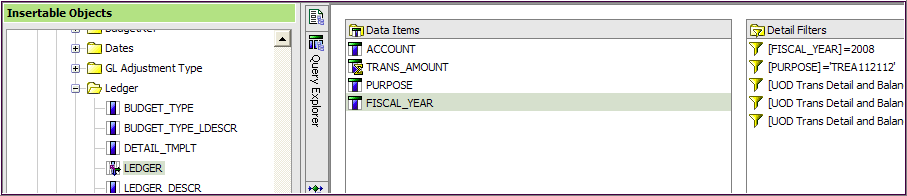 Insertable Objects
BudgetRef
Dates
GL Adjustment Type
Ledger
BUDGET_TYPE
BUDGET_TYPE_LDESCR
DETAIL_TMPLT
LEDGER
LEDGER_DESCR
Query Explorer
Data Items
ACCOUNT
TRANS_AMOUNT
PURPOSE
FISCAL_YEAR
Detail Filters
[FISCAL_YEAR]=2008
[PURPOSE]='TREA112112'
[UOD Trans Detail and Balan
[UOD Trans Detail and Balan
[UOD Trans Detail and Balan